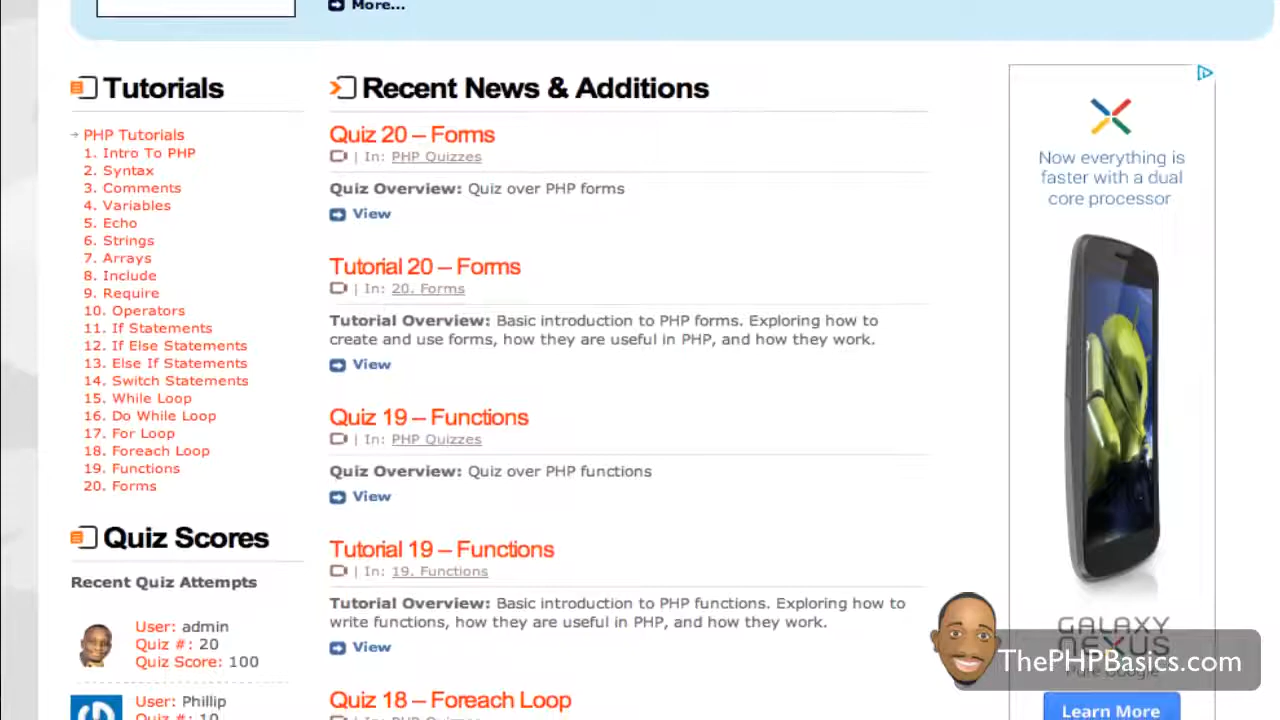 More...
Tutorials
PHP Tutorials
1. Intro To PHP
2. Syntax
3. Comments
4. Variables
5. Echo
6. Strings
7. Arrays
8. Include
9. Require
10. Operators
11. If Statements
12. If Else Statements
13. Else If Statements
14. Switch Statements
15. While Loop
16. Do While Loop
17. For Loop
18. Foreach Loop
19. Functions
20. Forms
Quiz Scores
Recent Quiz Attempts
User: admin
Quiz #: 20
Quiz Score: 100
User: Phillip
Quiz #: 10
Recent News & Additions
Quiz 20 – Forms
| In: PHP Quizzes
Quiz Overview: Quiz over PHP forms
View
Tutorial 20 – Forms
| In: 20. Forms
Tutorial Overview: Basic introduction to PHP forms. Exploring how to
create and use forms, how they are useful in PHP, and how they work.
View
Quiz 19 – Functions
| In: PHP Quizzes
Quiz Overview: Quiz over PHP functions
View
Tutorial 19 – Functions
| In: 19. Functions
Tutorial Overview: Basic introduction to PHP functions. Exploring how to
write functions, how they are useful in PHP, and how they work.
View
Quiz 18 – Foreach Loop
| In: PHP Quizzes
Now everything is
faster with a dual
core processor
GALAXY
NEXUS
Pure Google
Learn More
ThePHPBasics.com